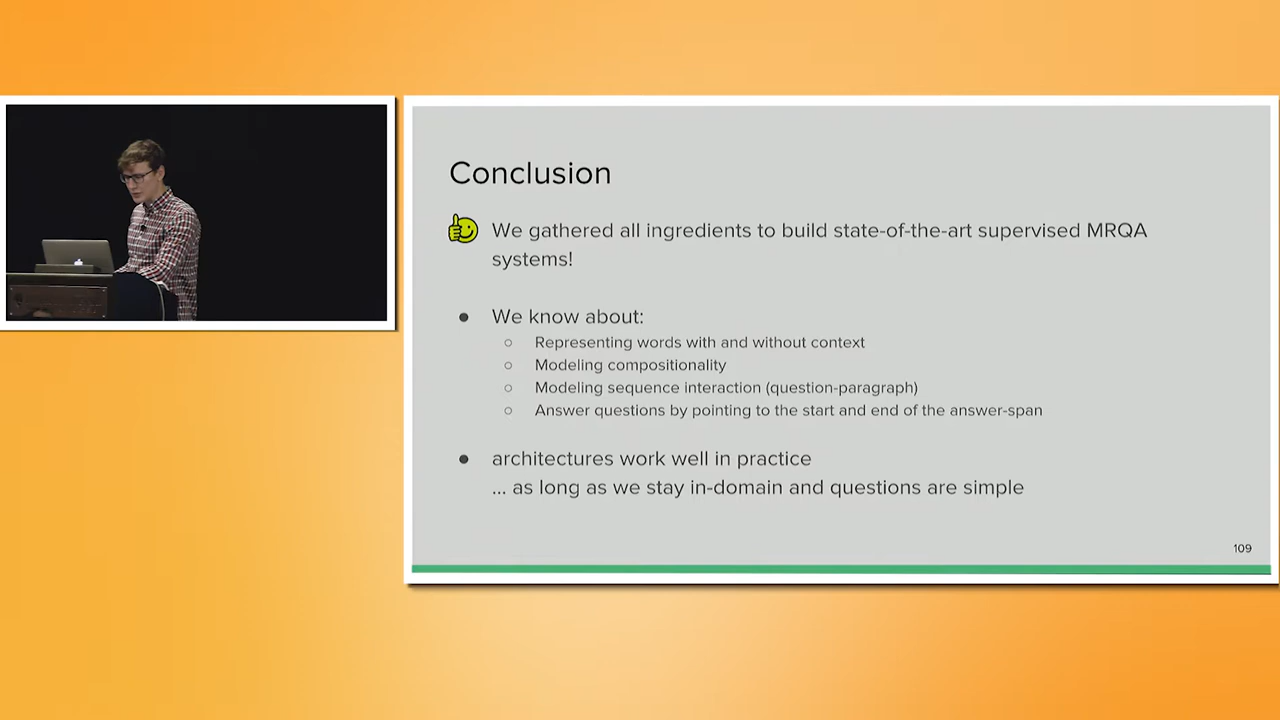 Conclusion
We gathered all ingredients to build state-of-the-art supervised MRQA
systems!
● We know about:
○ Representing words with and without context
○ Modeling compositionality
○ Modeling sequence interaction (question-paragraph)
○ Answer questions by pointing to the start and end of the answer-span
● architectures work well in practice
... as long as we stay in-domain and questions are simple
109